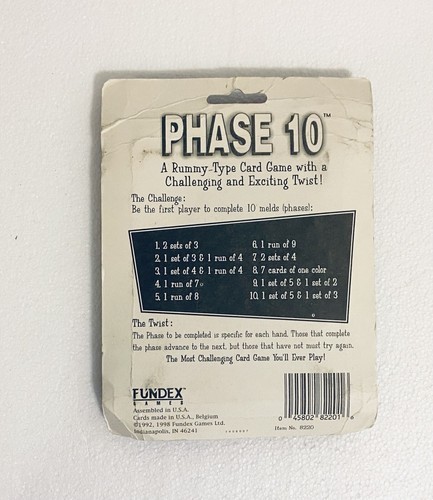 PHASE 10™
A Rummy-Type Card Game with a
Challenging and Exciting Twist!
The Challenge:
Be the first player to complete 10 melds (phases):
1. 2 sets of 3
2. 1 set of 3 & 1 run of 4
3. 1 set of 4 & 1 run of 4
4. 1 run of 7
5. 1 run of 8
6. 1 run of 9
7. 2 sets of 4
8. 7 cards of one color
9. 1 set of 5 & 1 set of 2
10. 1 set of 5 & 1 set of 3
The Twist:
The Phase to be completed is specific for each hand. Those that complete
the phase advance to the next, but those that have not must try again.
The Most Challenging Card Game You'll Ever Play!
FUNDEX
GAMES
Assembled in U.S.A.
Cards made in U.S.A., Belgium
©1992, 1998 Fundex Games Ltd.
Indianapolis, IN 46241
0 45802 82201 6
Item No. 8220